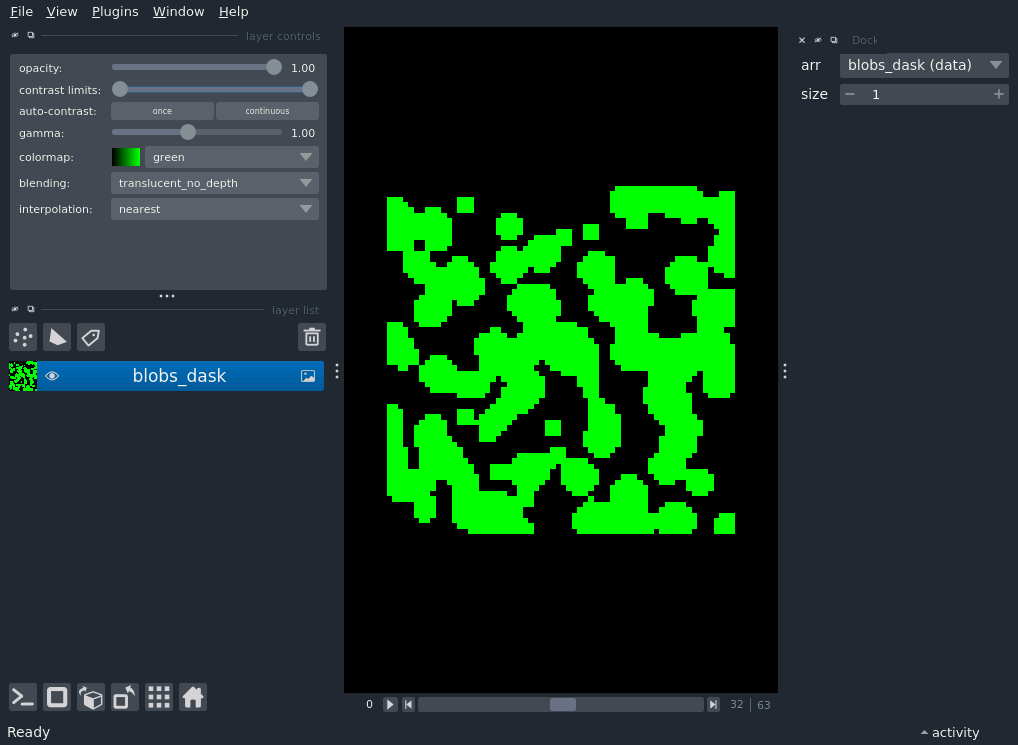 File View Plugins Window Help
layer controls
opacity: 1.00
contrast limits:
auto-contrast: once continuous
gamma: 1.00
colormap: green
blending: translucent_no_depth
interpolation: nearest
layer list
blobs_dask
Dock
arr blobs_dask (data)
size 1
0 32 63
Ready
activity